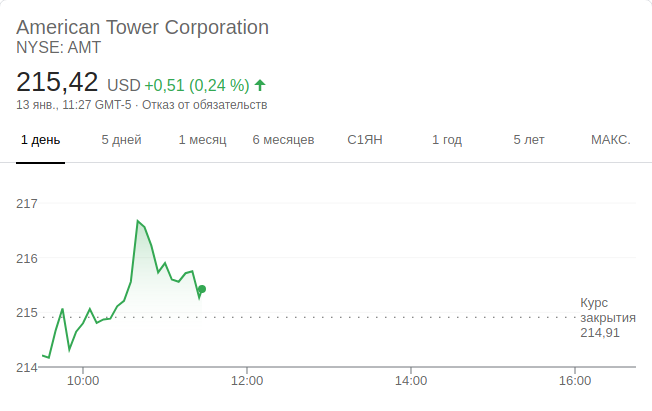 American Tower Corporation
NYSE: AMT
215,42 USD +0,51 (0,24 %)
13 янв., 11:27 GMT-5 · Отказ от обязательств
1 день 5 дней 1 месяц 6 месяцев С1ЯН 1 год 5 лет МАКС.
217
216
215
214
Курс
закрытия
214,91
10:00 12:00 14:00 16:00